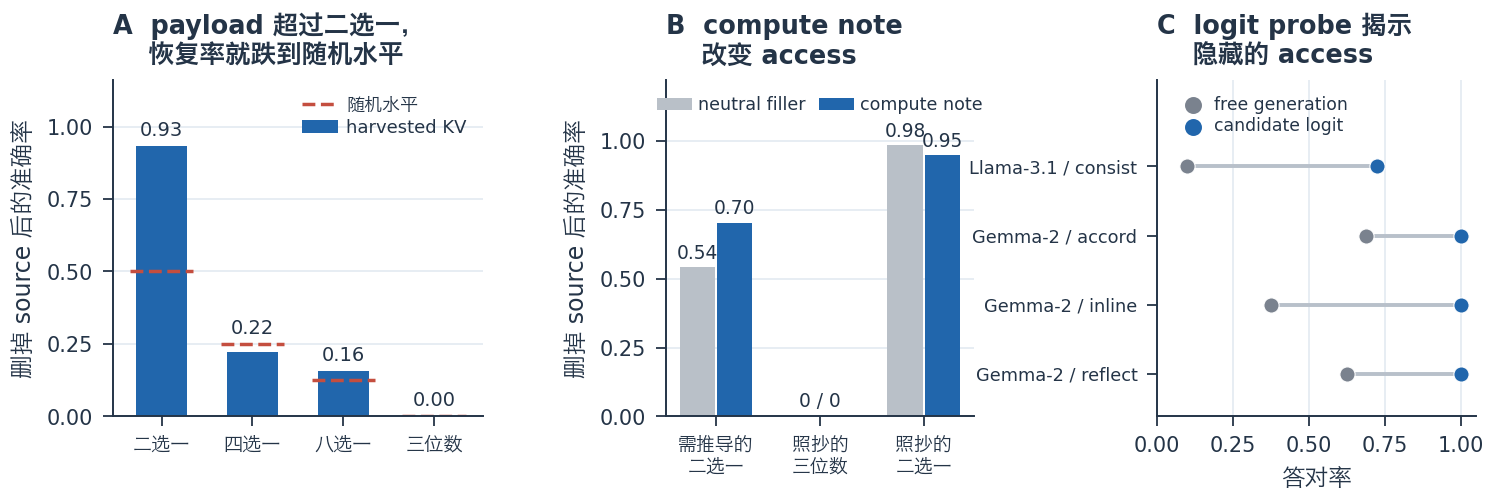 A payload 超过二选一,
恢复率就跌到随机水平
随机水平
harvested KV
删掉 source 后的准确率
1.00
0.75
0.50
0.25
0.00
0.93
0.22
0.16
0.00
二选一
四选一
八选一
三位数
B compute note
改变 access
neutral filler
compute note
删掉 source 后的准确率
1.00
0.75
0.50
0.25
0.00
0.54
0.70
0 / 0
0.98
0.95
需推导的
二选一
照抄的
三位数
照抄的
二选一
C logit probe 揭示
隐藏的 access
free generation
candidate logit
Llama-3.1 / consist
Gemma-2 / accord
Gemma-2 / inline
Gemma-2 / reflect
0.00
0.25
0.50
0.75
1.00
答对率